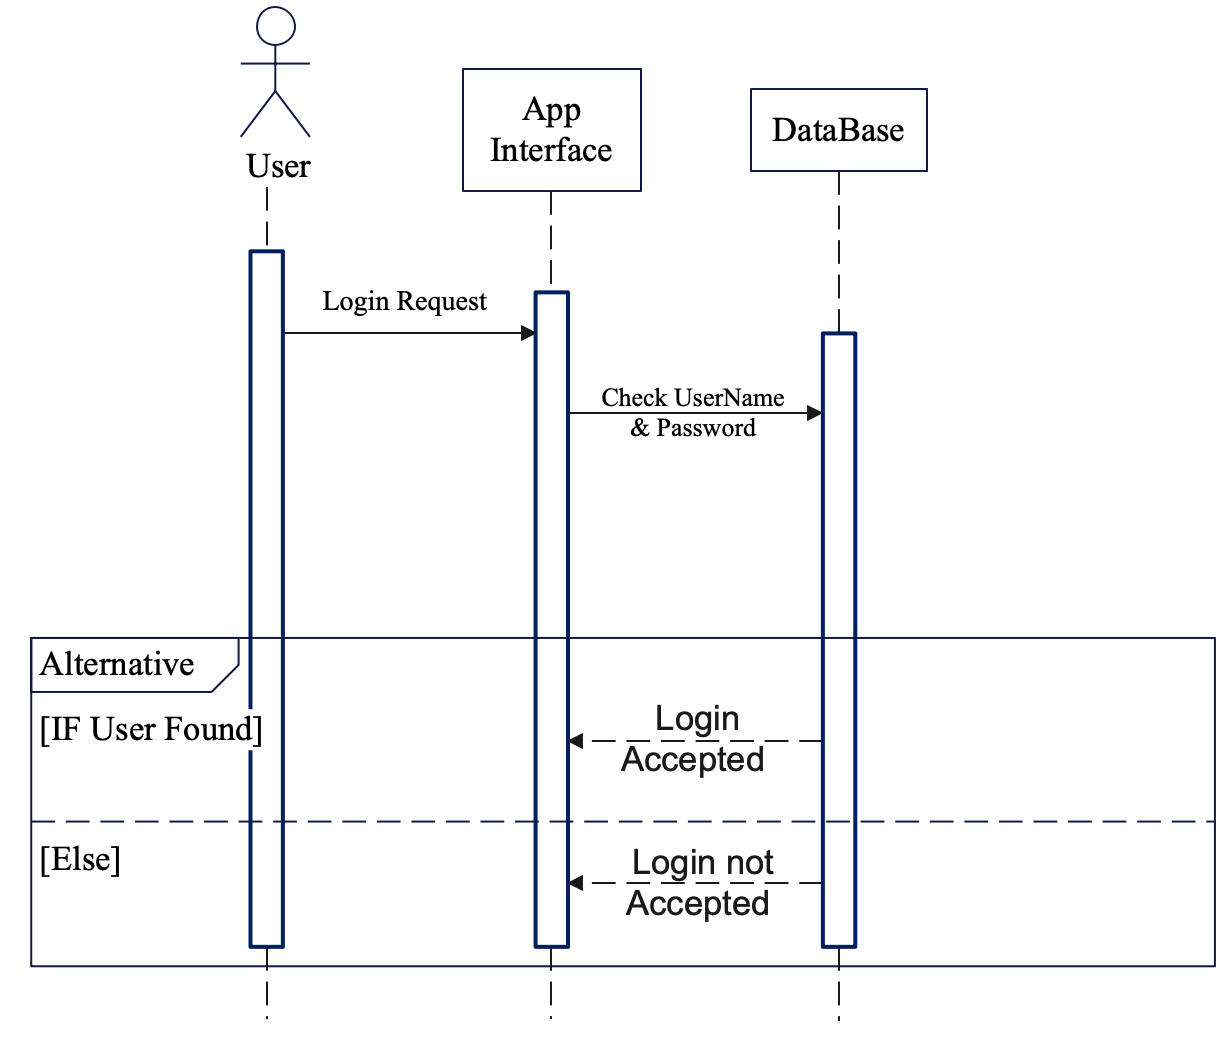 User
App
Interface
DataBase
Login Request
Check UserName
& Password
Alternative
[IF User Found]
Login
Accepted
[Else]
Login not
Accepted